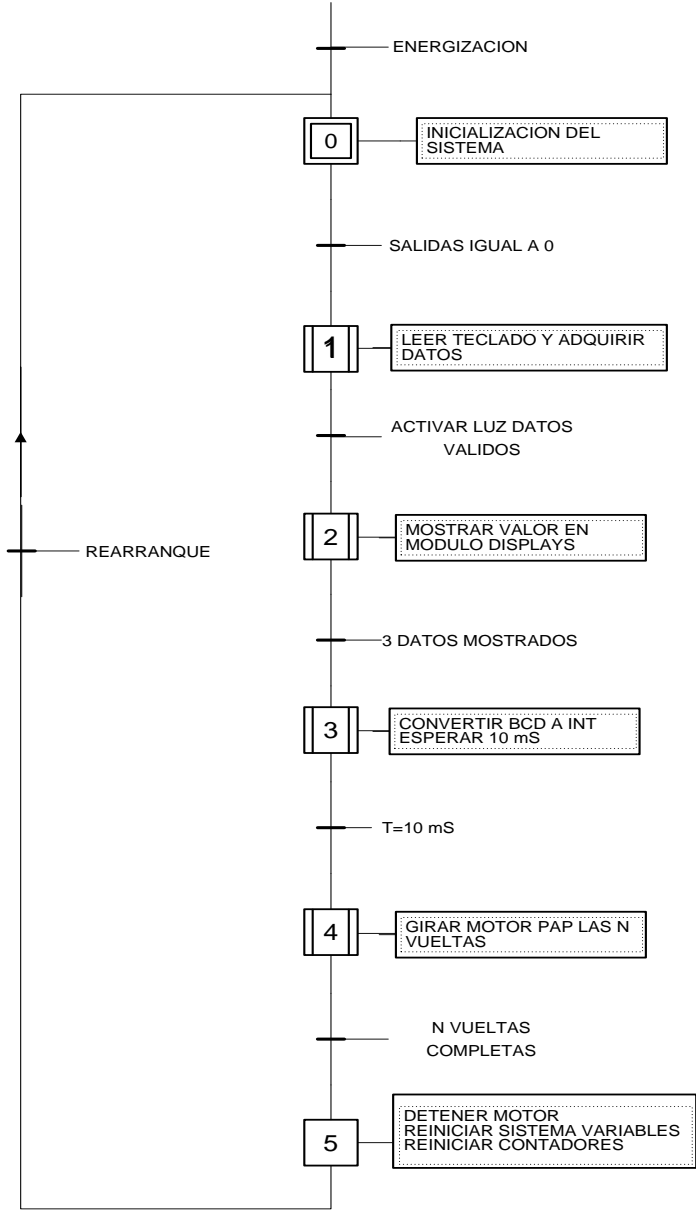 ENERGIZACION
0
INICIALIZACION DEL
SISTEMA
SALIDAS IGUAL A 0
1
LEER TECLADO Y ADQUIRIR
DATOS
ACTIVAR LUZ DATOS
VALIDOS
2
MOSTRAR VALOR EN
MODULO DISPLAYS
REARRANQUE
3 DATOS MOSTRADOS
3
CONVERTIR BCD A INT
ESPERAR 10 mS
T=10 mS
4
GIRAR MOTOR PAP LAS N
VUELTAS
N VUELTAS
COMPLETAS
5
DETENER MOTOR
REINICIAR SISTEMA VARIABLES
REINICIAR CONTADORES